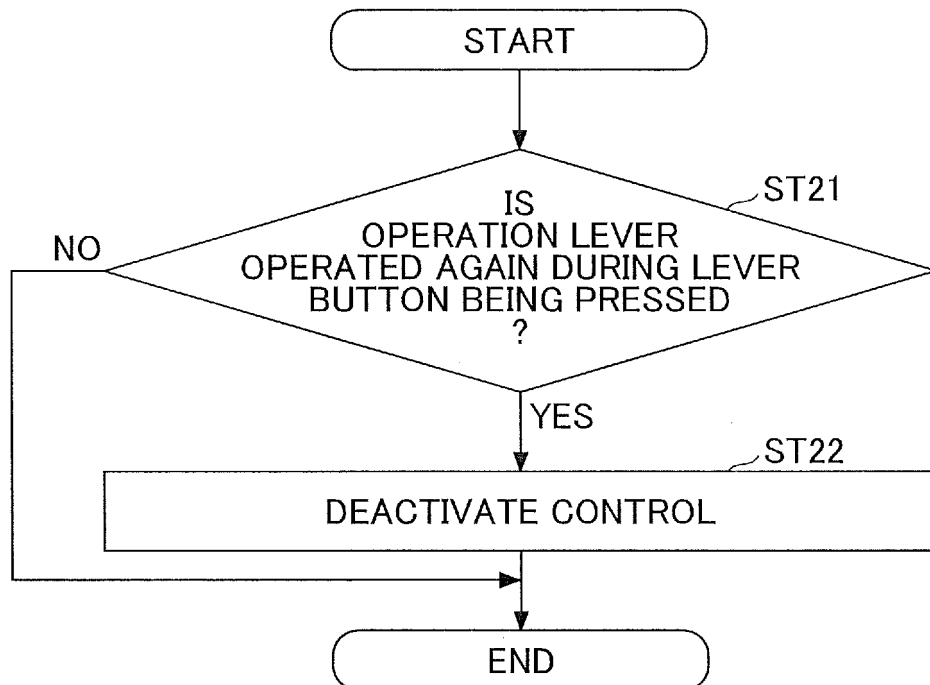 START
ST21
IS
OPERATION LEVER
OPERATED AGAIN DURING LEVER
BUTTON BEING PRESSED
?
NO
YES
ST22
DEACTIVATE CONTROL
END